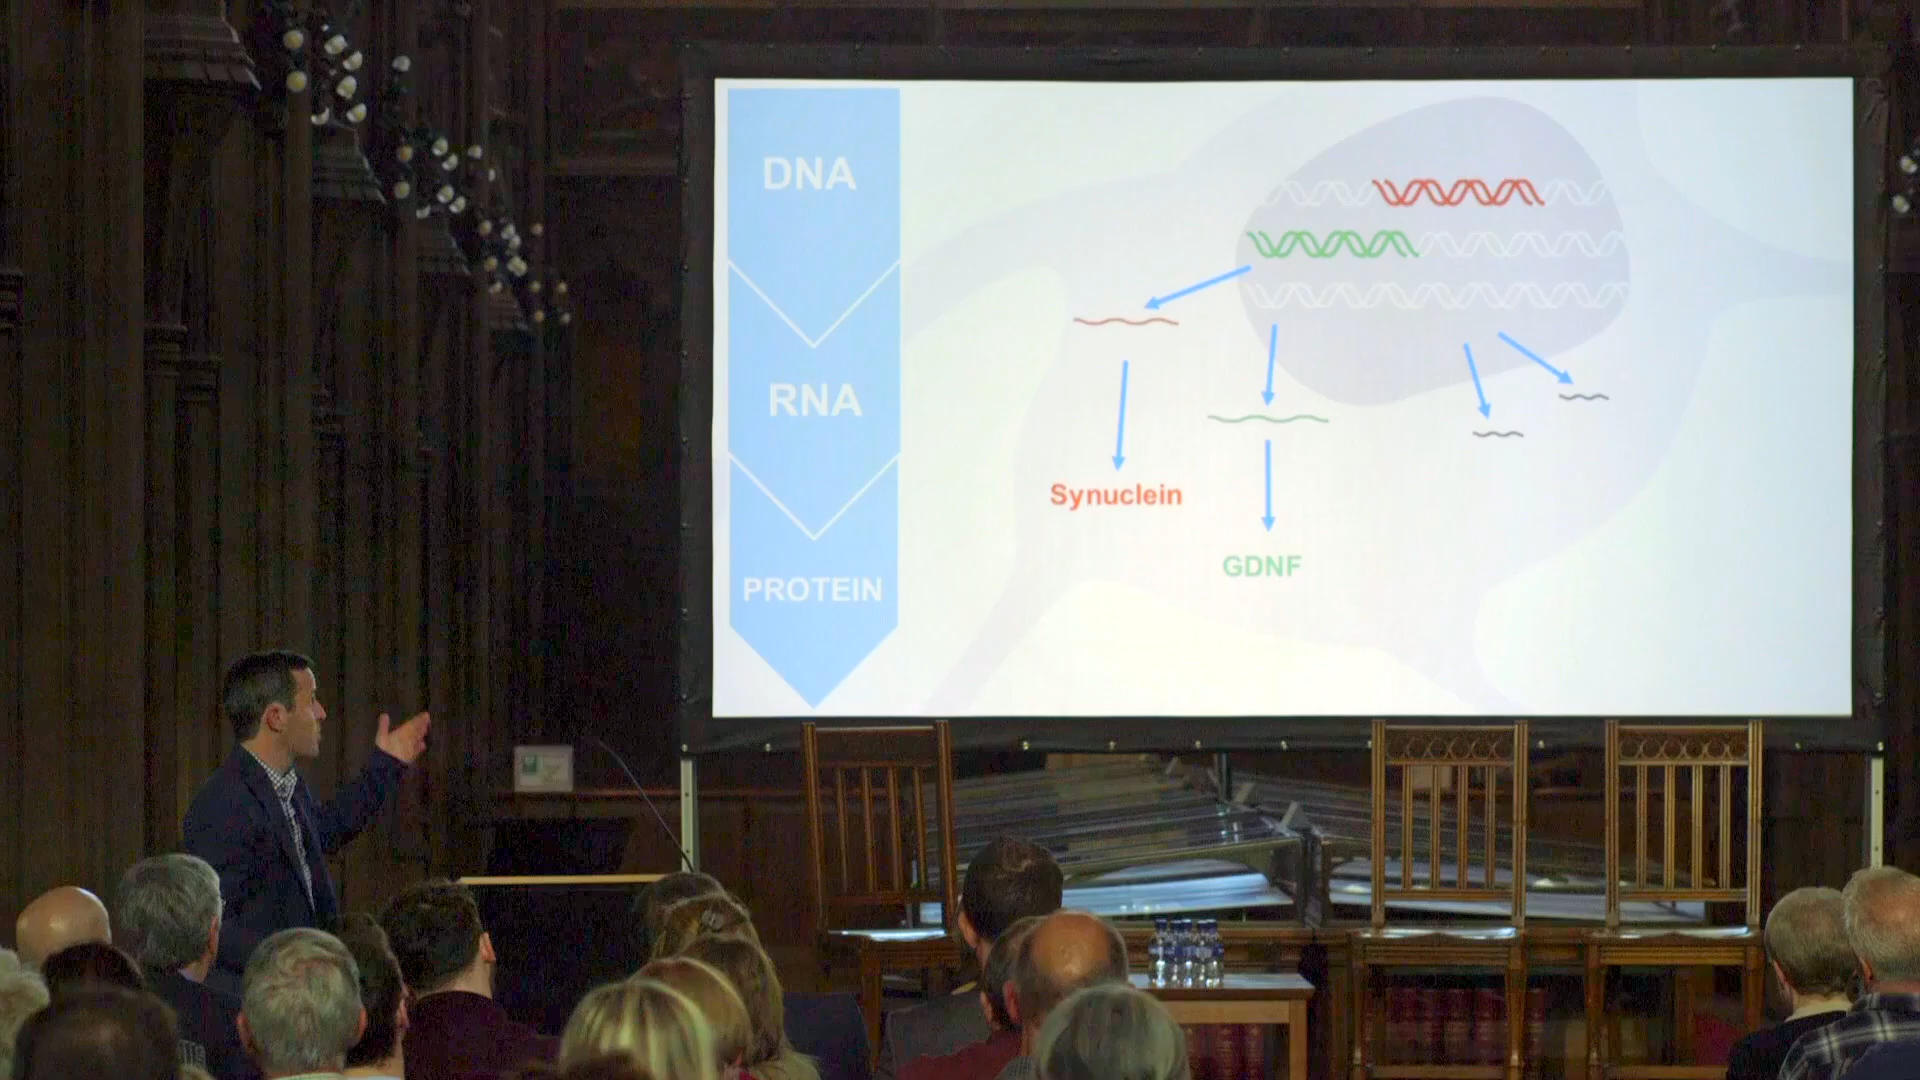 DNA
RNA
PROTEIN
Synuclein
GDNF